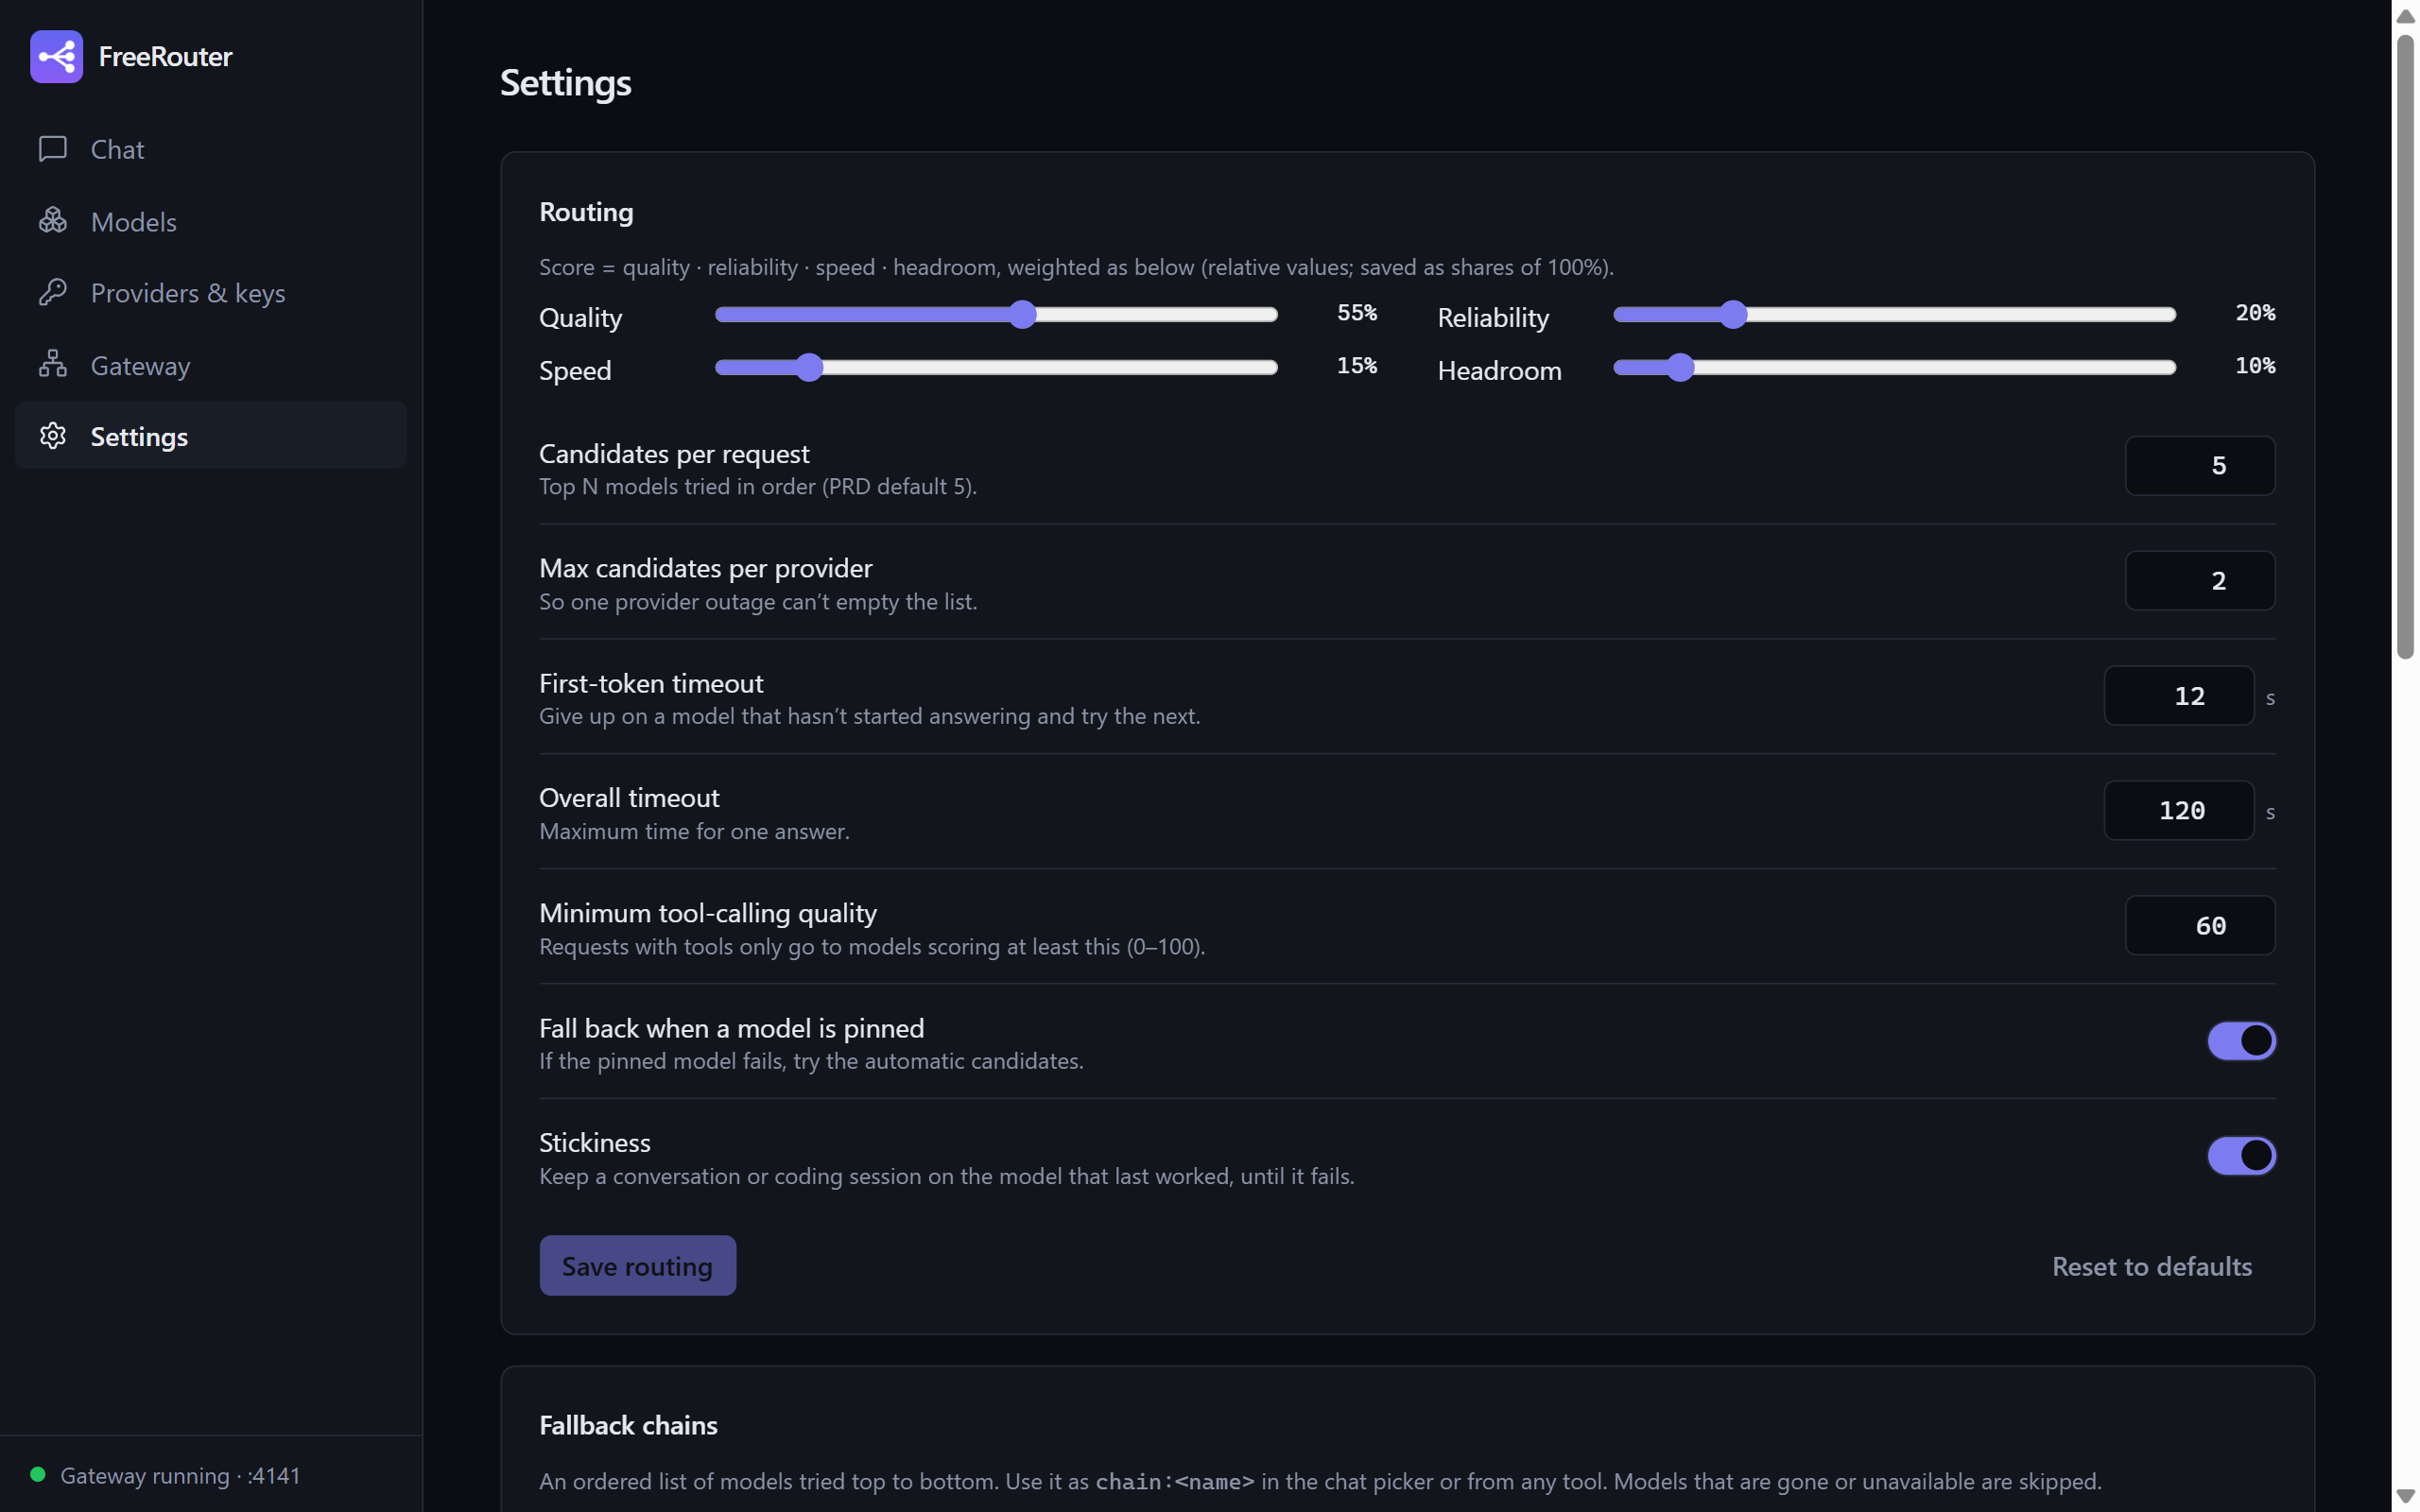 FreeRouter
Chat
Models
Providers & keys
Gateway
Settings
Gateway running · :4141
Settings
Routing
Score = quality · reliability · speed · headroom, weighted as below (relative values; saved as shares of 100%).
Quality 55% Reliability 20%
Speed 15% Headroom 10%
Candidates per request
Top N models tried in order (PRD default 5).
5
Max candidates per provider
So one provider outage can’t empty the list.
2
First-token timeout
Give up on a model that hasn’t started answering and try the next.
12 s
Overall timeout
Maximum time for one answer.
120 s
Minimum tool-calling quality
Requests with tools only go to models scoring at least this (0–100).
60
Fall back when a model is pinned
If the pinned model fails, try the automatic candidates.
Stickiness
Keep a conversation or coding session on the model that last worked, until it fails.
Save routing Reset to defaults
Fallback chains
An ordered list of models tried top to bottom. Use it as chain:<name> in the chat picker or from any tool. Models that are gone or unavailable are skipped.